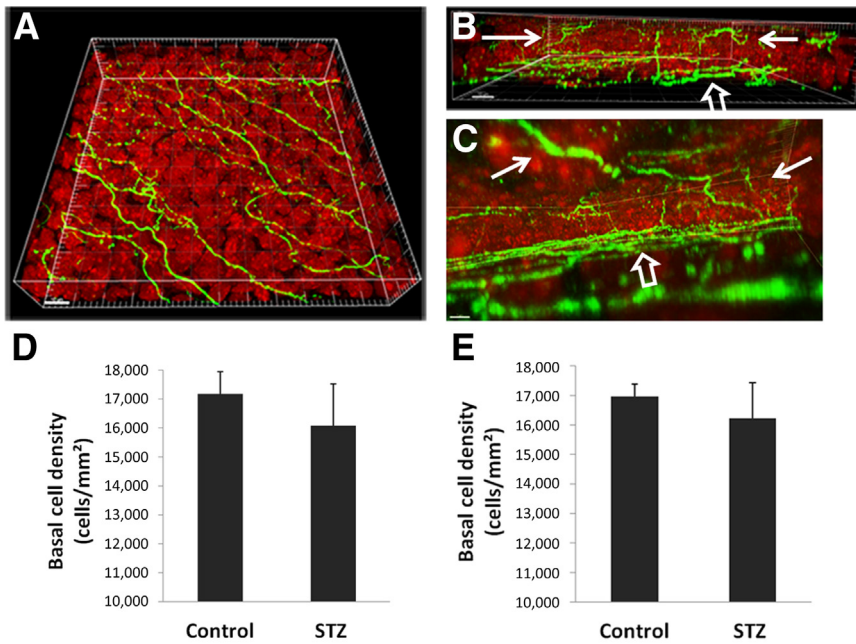 A
B
C
D
E
Basal cell density
(cells/mm²)
18,000
17,000
16,000
15,000
14,000
13,000
12,000
11,000
10,000
Control STZ
Basal cell density
(cells/mm²)
18,000
17,000
16,000
15,000
14,000
13,000
12,000
11,000
10,000
Control STZ